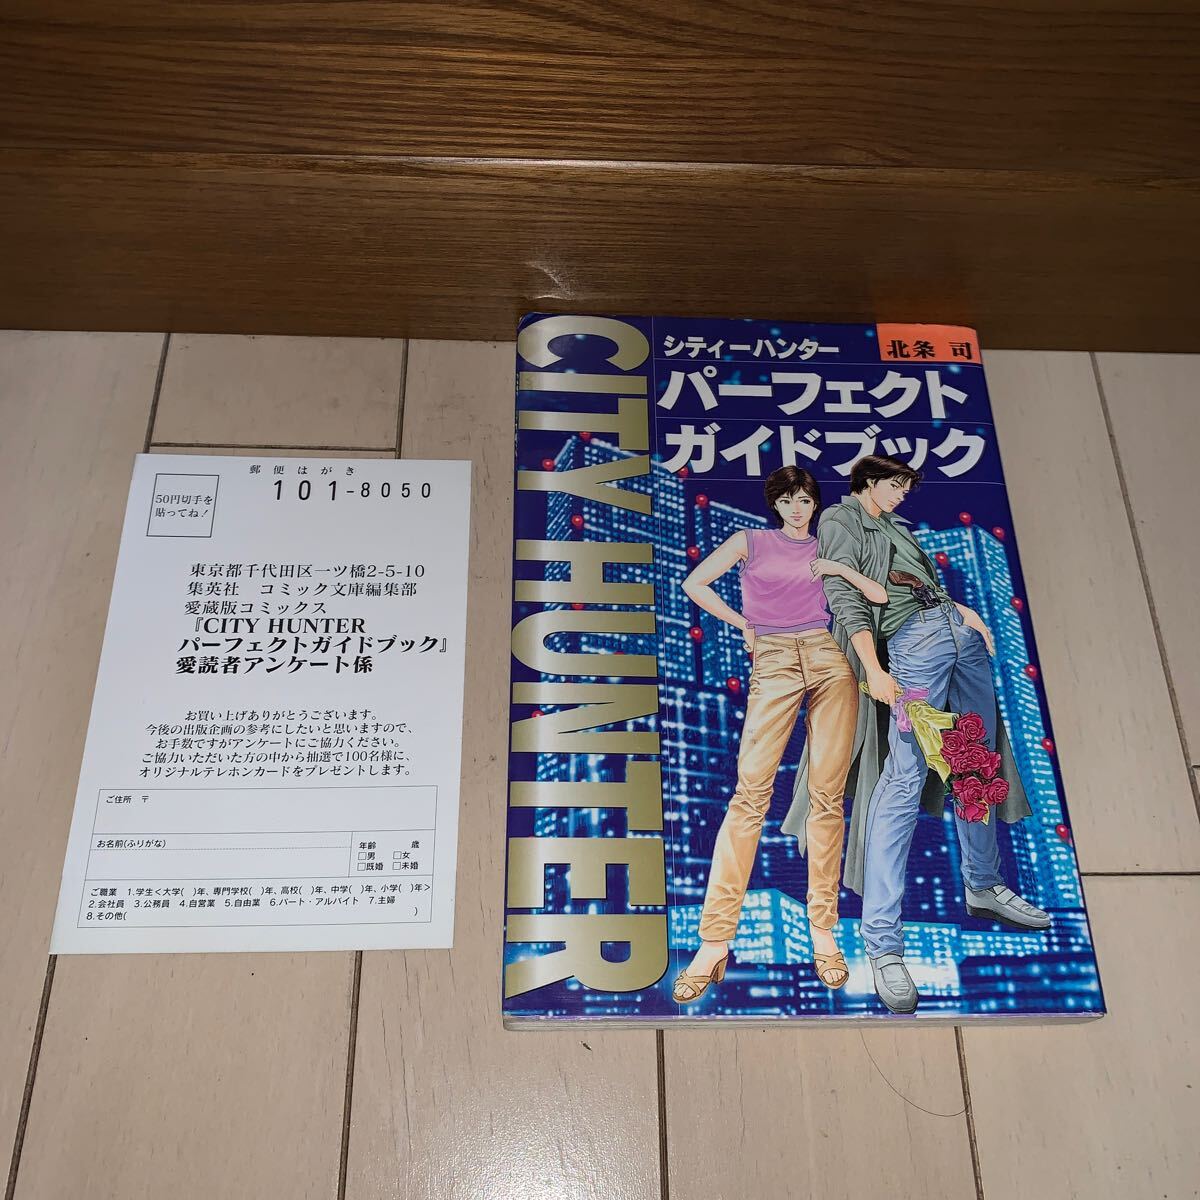 郵便はがき
101-8050
50円切手を
貼ってね！
東京都千代田区一ツ橋2-5-10
集英社　コミック文庫編集部
愛蔵版コミックス
『CITY HUNTER
パーフェクトガイドブック』
愛読者アンケート係
お買い上げありがとうございます。
今後の出版企画の参考にしたいと思いますので、
お手数ですがアンケートにご協力ください。
ご協力いただいた方の中から抽選で100名様に、
オリジナルテレホンカードをプレゼントします。
ご住所　〒
お名前(ふりがな)
年齢　　歳
□男　□女
□既婚　□未婚
ご職業　1.学生＜大学(　)年、専門学校(　)年、高校(　)年、中学(　)年、小学(　)年＞
2.会社員　3.公務員　4.自営業　5.自由業　6.パート・アルバイト　7.主婦
8.その他(　　　)
CITY HUNTER
シティーハンター
パーフェクト
ガイドブック
北条 司